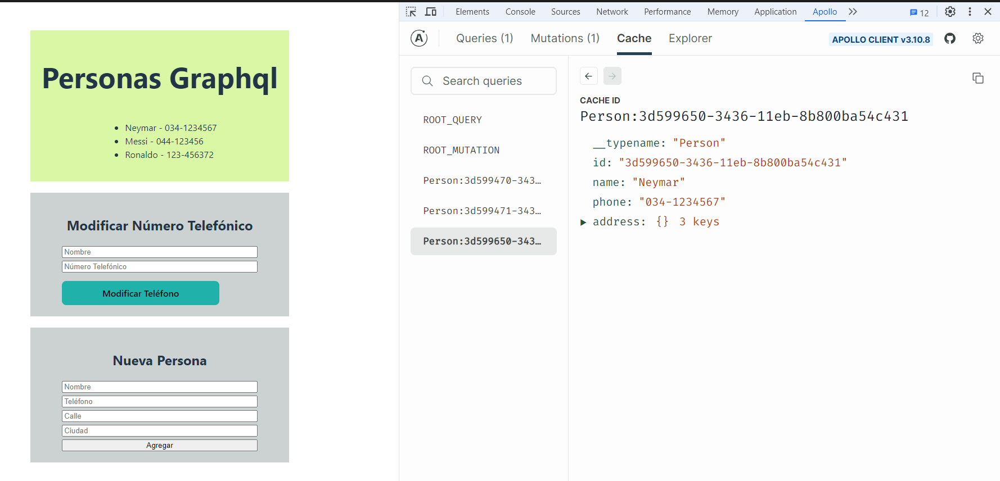 Personas Graphql
Neymar - 034-1234567
Messi - 044-123456
Ronaldo - 123-456372
Modificar Número Telefónico
Nombre
Número Telefónico
Modificar Teléfono
Nueva Persona
Nombre
Teléfono
Calle
Ciudad
Agregar
Elements Console Sources Network Performance Memory Application Apollo 12
A Queries (1) Mutations (1) Cache Explorer APOLLO CLIENT v3.10.8
Search queries
ROOT_QUERY
ROOT_MUTATION
Person:3d599470-343…
Person:3d599471-343…
Person:3d599650-343…
CACHE ID
Person:3d599650-3436-11eb-8b800ba54c431
__typename: "Person"
id: "3d599650-3436-11eb-8b800ba54c431"
name: "Neymar"
phone: "034-1234567"
address: {} 3 keys